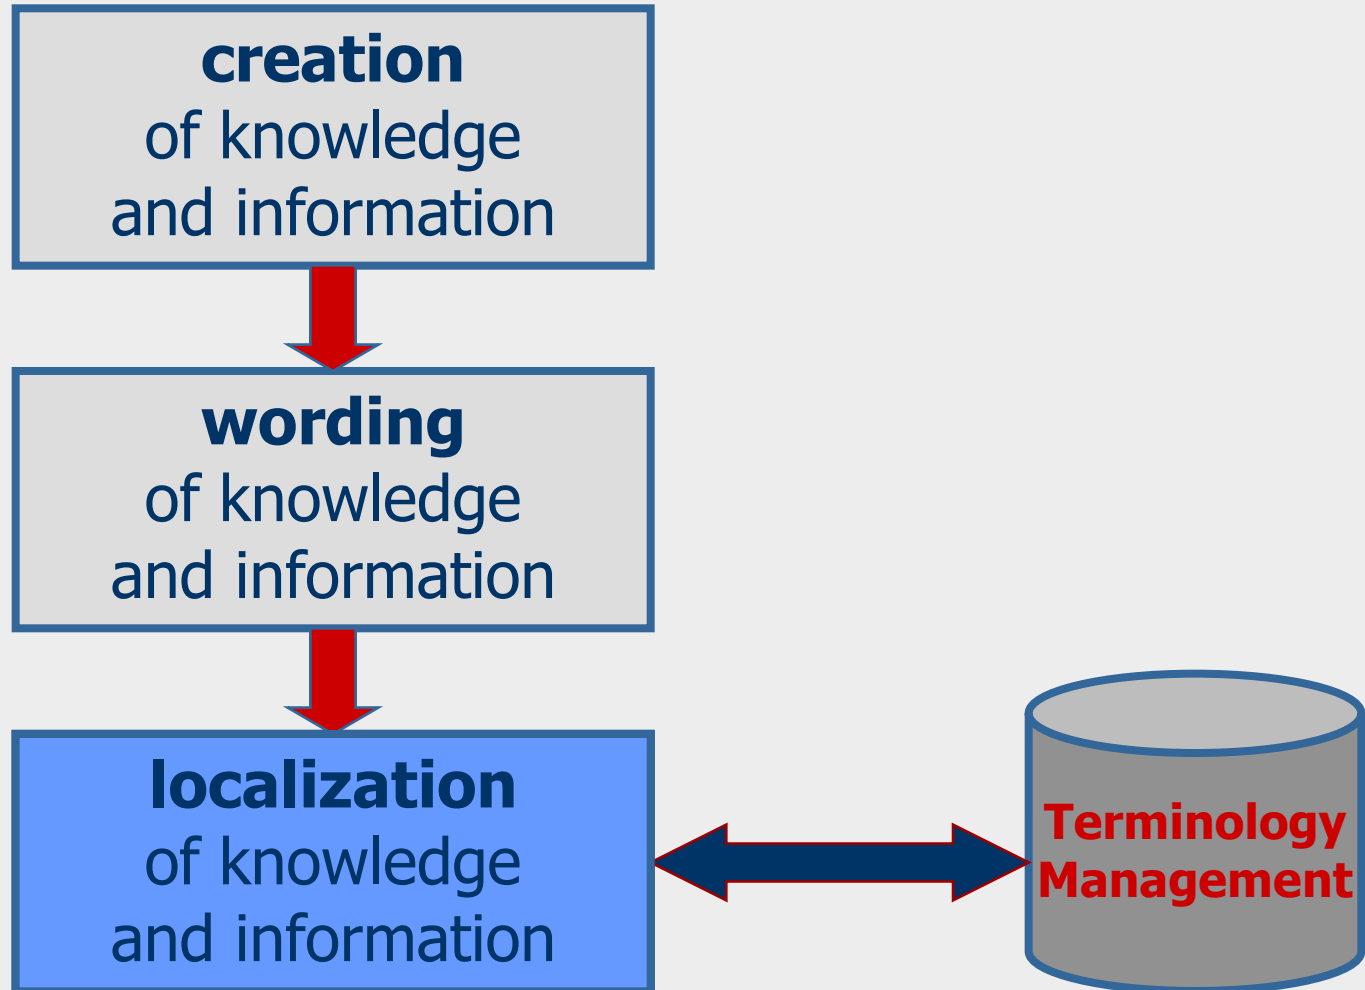 creation
of knowledge
and information
wording
of knowledge
and information
localization
of knowledge
and information
Terminology
Management